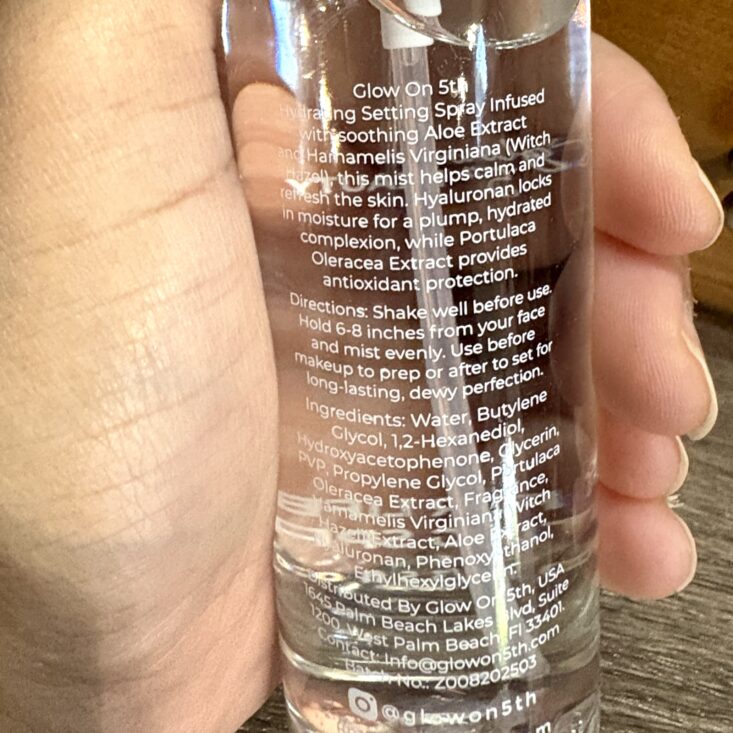 Glow On 5th
Hydrating Setting Spray Infused
with soothing Aloe Extract
and Hamamelis Virginiana (Witch
Hazel), this mist helps calm and
refresh the skin. Hyaluronan locks
in moisture for a plump, hydrated
complexion, while Portulaca
Oleracea Extract provides
antioxidant protection.
Directions: Shake well before use.
Hold 6-8 inches from your face
and mist evenly. Use before
makeup to prep or after to set for
long-lasting, dewy perfection.
Ingredients: Water, Butylene
Glycol, 1,2-Hexanediol,
Hydroxyacetophenone, Glycerin,
PVP, Propylene Glycol, Portulaca
Oleracea Extract, Fragrance,
Hamamelis Virginiana (Witch
Hazel) Extract, Aloe Extract,
Hyaluronan, Phenoxyethanol,
Ethylhexylglycerin.
Distributed By Glow On 5th, USA
1645 Palm Beach Lakes Blvd, Suite
1200, West Palm Beach, Fl 33401.
Contact: Info@glowon5th.com
Batch No.: Z008202503
@glowon5th